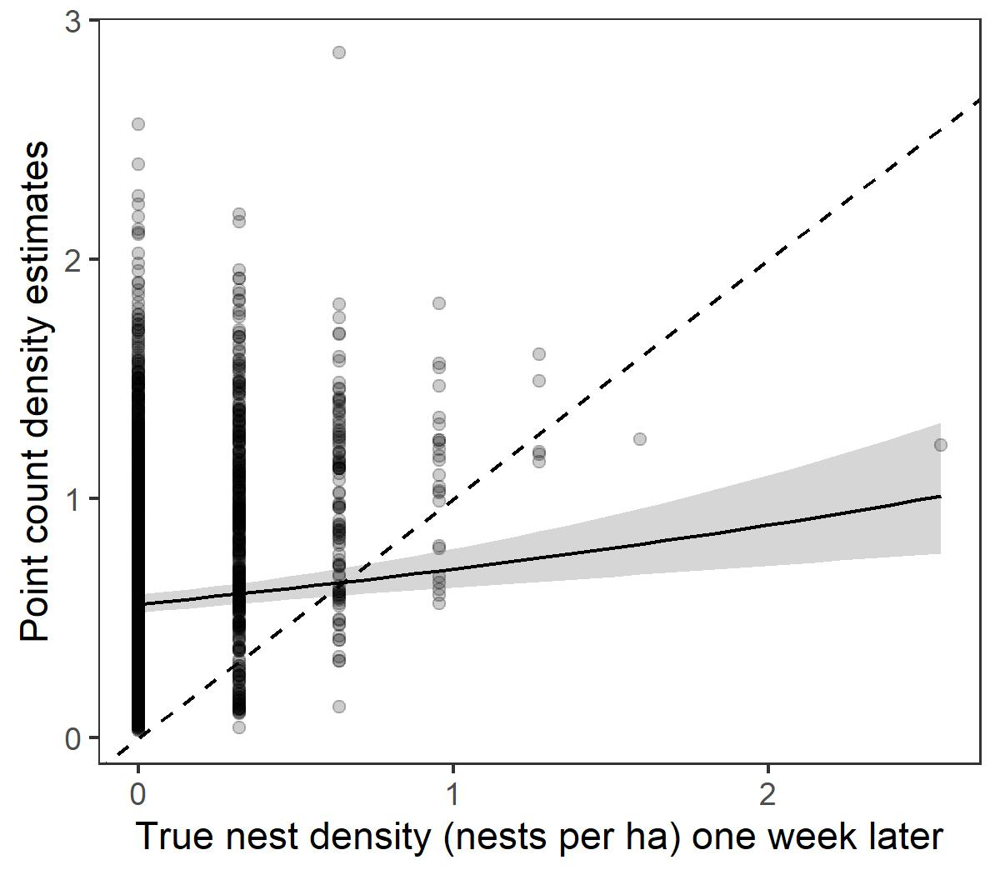 3
2
1
0
Point count density estimates
0 1 2
True nest density (nests per ha) one week later